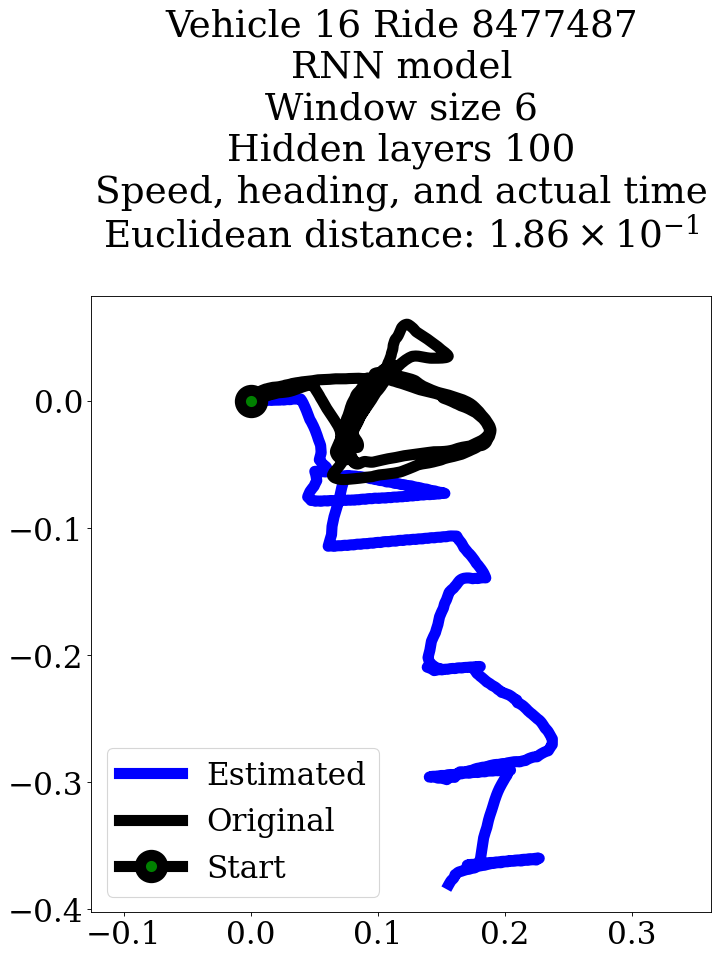 Vehicle 16 Ride 8477487
RNN model
Window size 6
Hidden layers 100
Speed, heading, and actual time
Euclidean distance: 1.86 × 10⁻¹
0.0
−0.1
−0.2
−0.3
−0.4
Estimated
Original
Start
−0.1 0.0 0.1 0.2 0.3